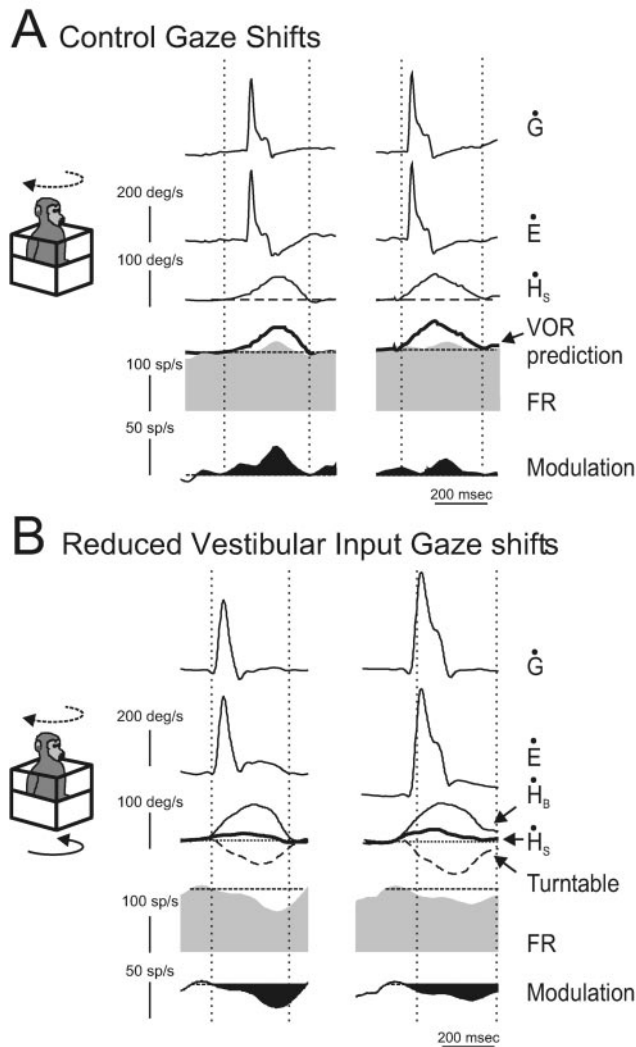 A Control Gaze Shifts
Ġ
200 deg/s
Ė
100 deg/s
Ḣs
VOR
prediction
100 sp/s
FR
50 sp/s
Modulation
200 msec
B Reduced Vestibular Input Gaze shifts
Ġ
200 deg/s
Ė
ḢB
100 deg/s
Ḣs
Turntable
100 sp/s
FR
50 sp/s
Modulation
200 msec